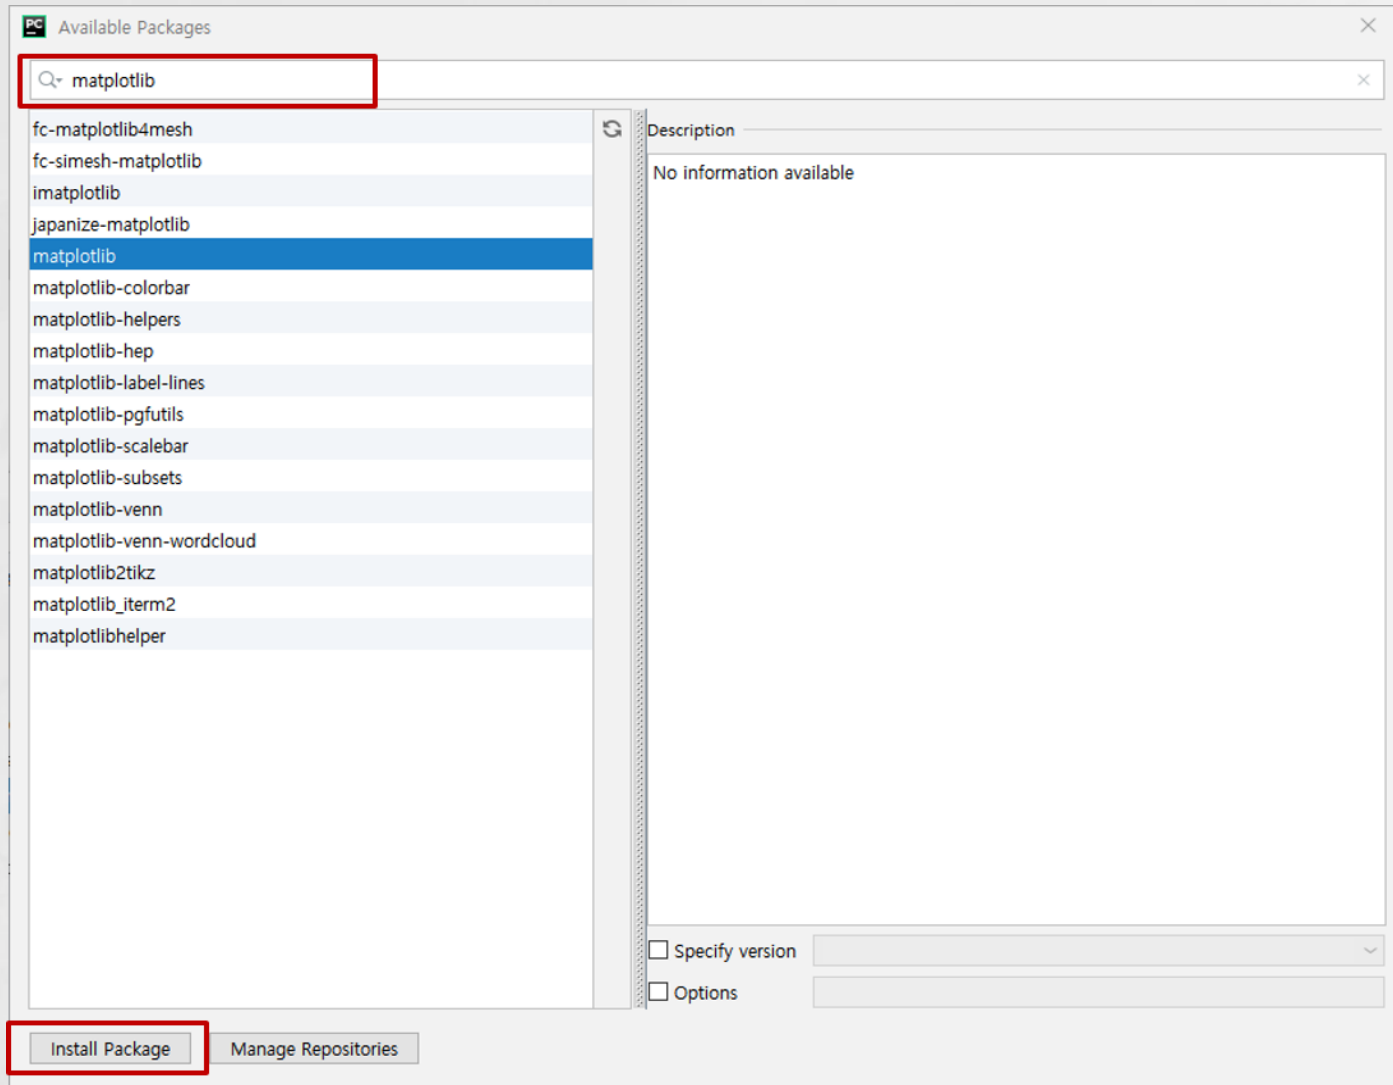 PC Available Packages
matplotlib
fc-matplotlib4mesh
fc-simesh-matplotlib
imatplotlib
japanize-matplotlib
matplotlib
matplotlib-colorbar
matplotlib-helpers
matplotlib-hep
matplotlib-label-lines
matplotlib-pgfutils
matplotlib-scalebar
matplotlib-subsets
matplotlib-venn
matplotlib-venn-wordcloud
matplotlib2tikz
matplotlib_iterm2
matplotlibhelper
Description
No information available
Specify version
Options
Install Package
Manage Repositories